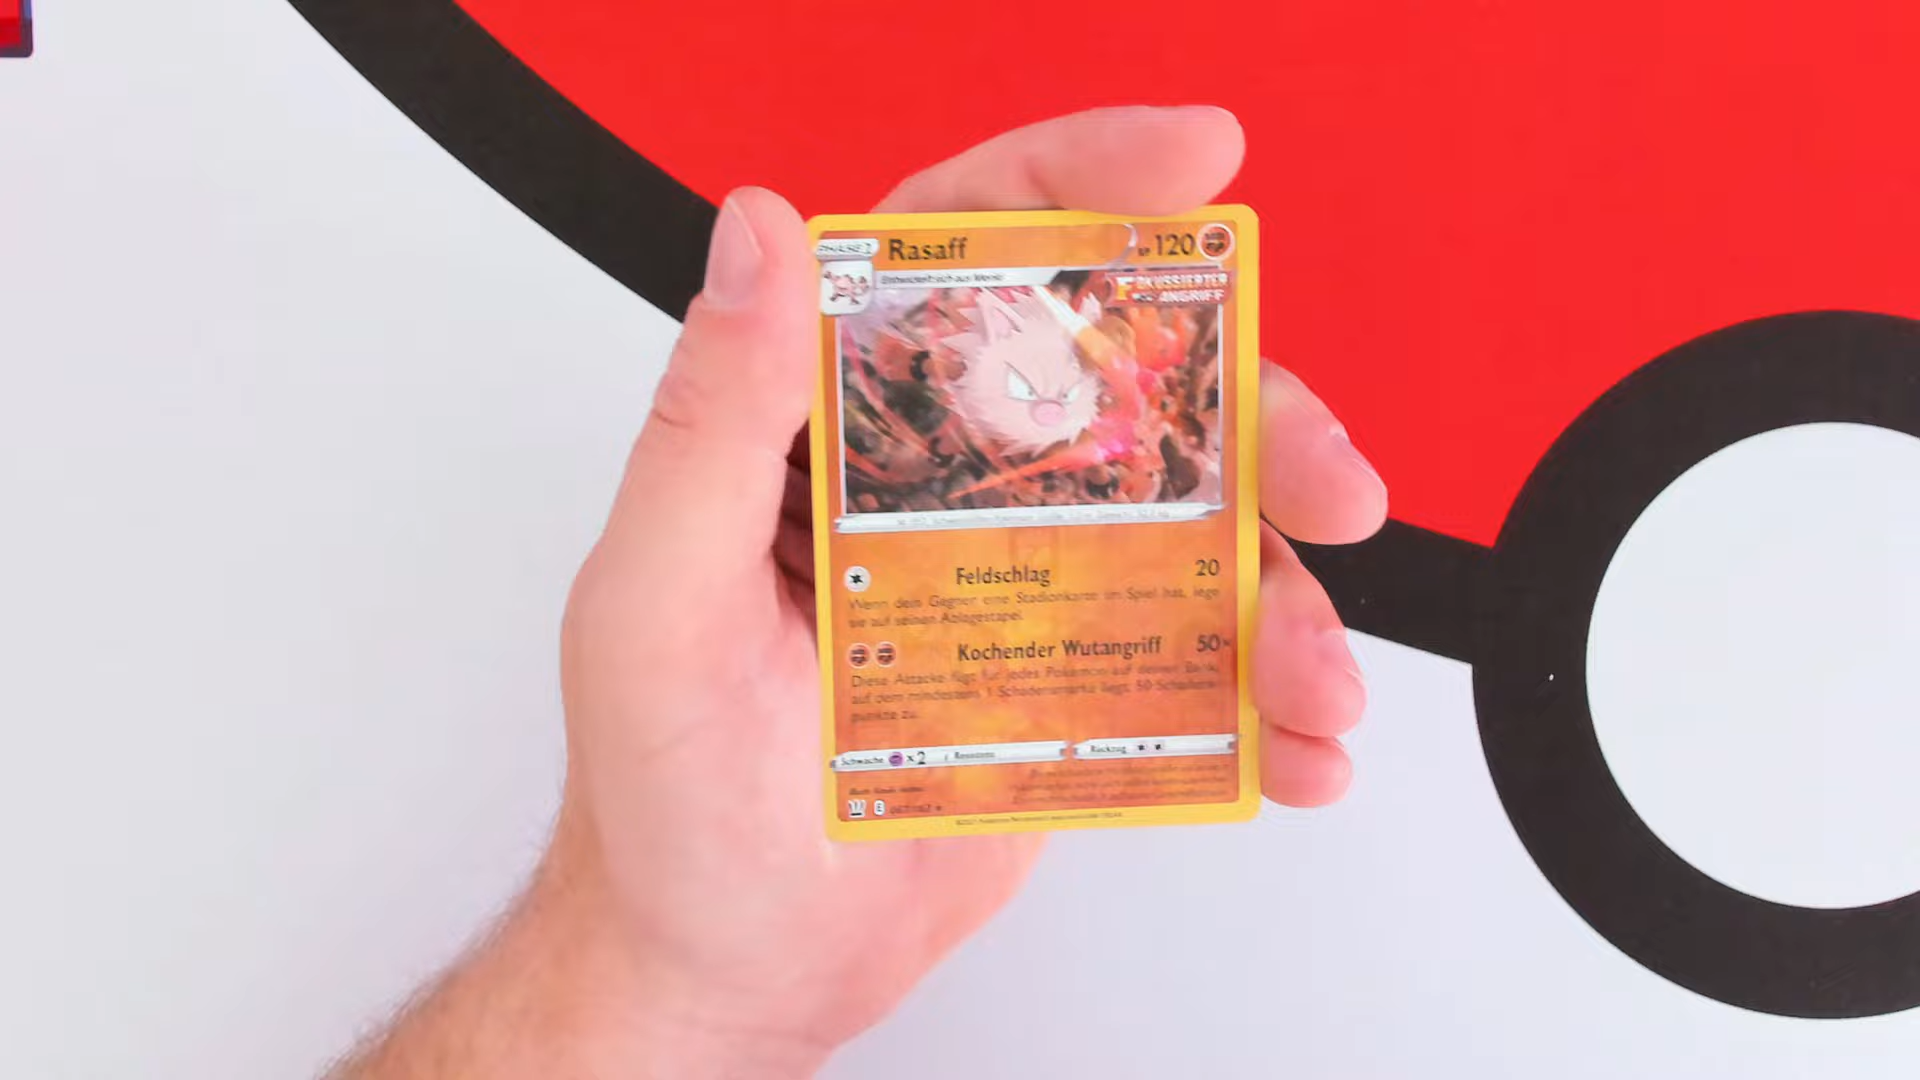 PHASE 1
Rasaff
120
Entwickelt sich aus Menki
FOKUSSIERTER
ANGRIFF
Feldschlag 20
Wenn dein Gegner eine Stadionkarte im Spiel hat, lege
sie auf seinen Ablagestapel.
Kochender Wutangriff 50×
Diese Attacke fügt für jedes Pokémon auf deiner Bank,
auf dem mindestens 1 Schadensmarke liegt, 50 Schadens-
punkte zu.
Schwäche ×2 Resistenz Rückzug
E